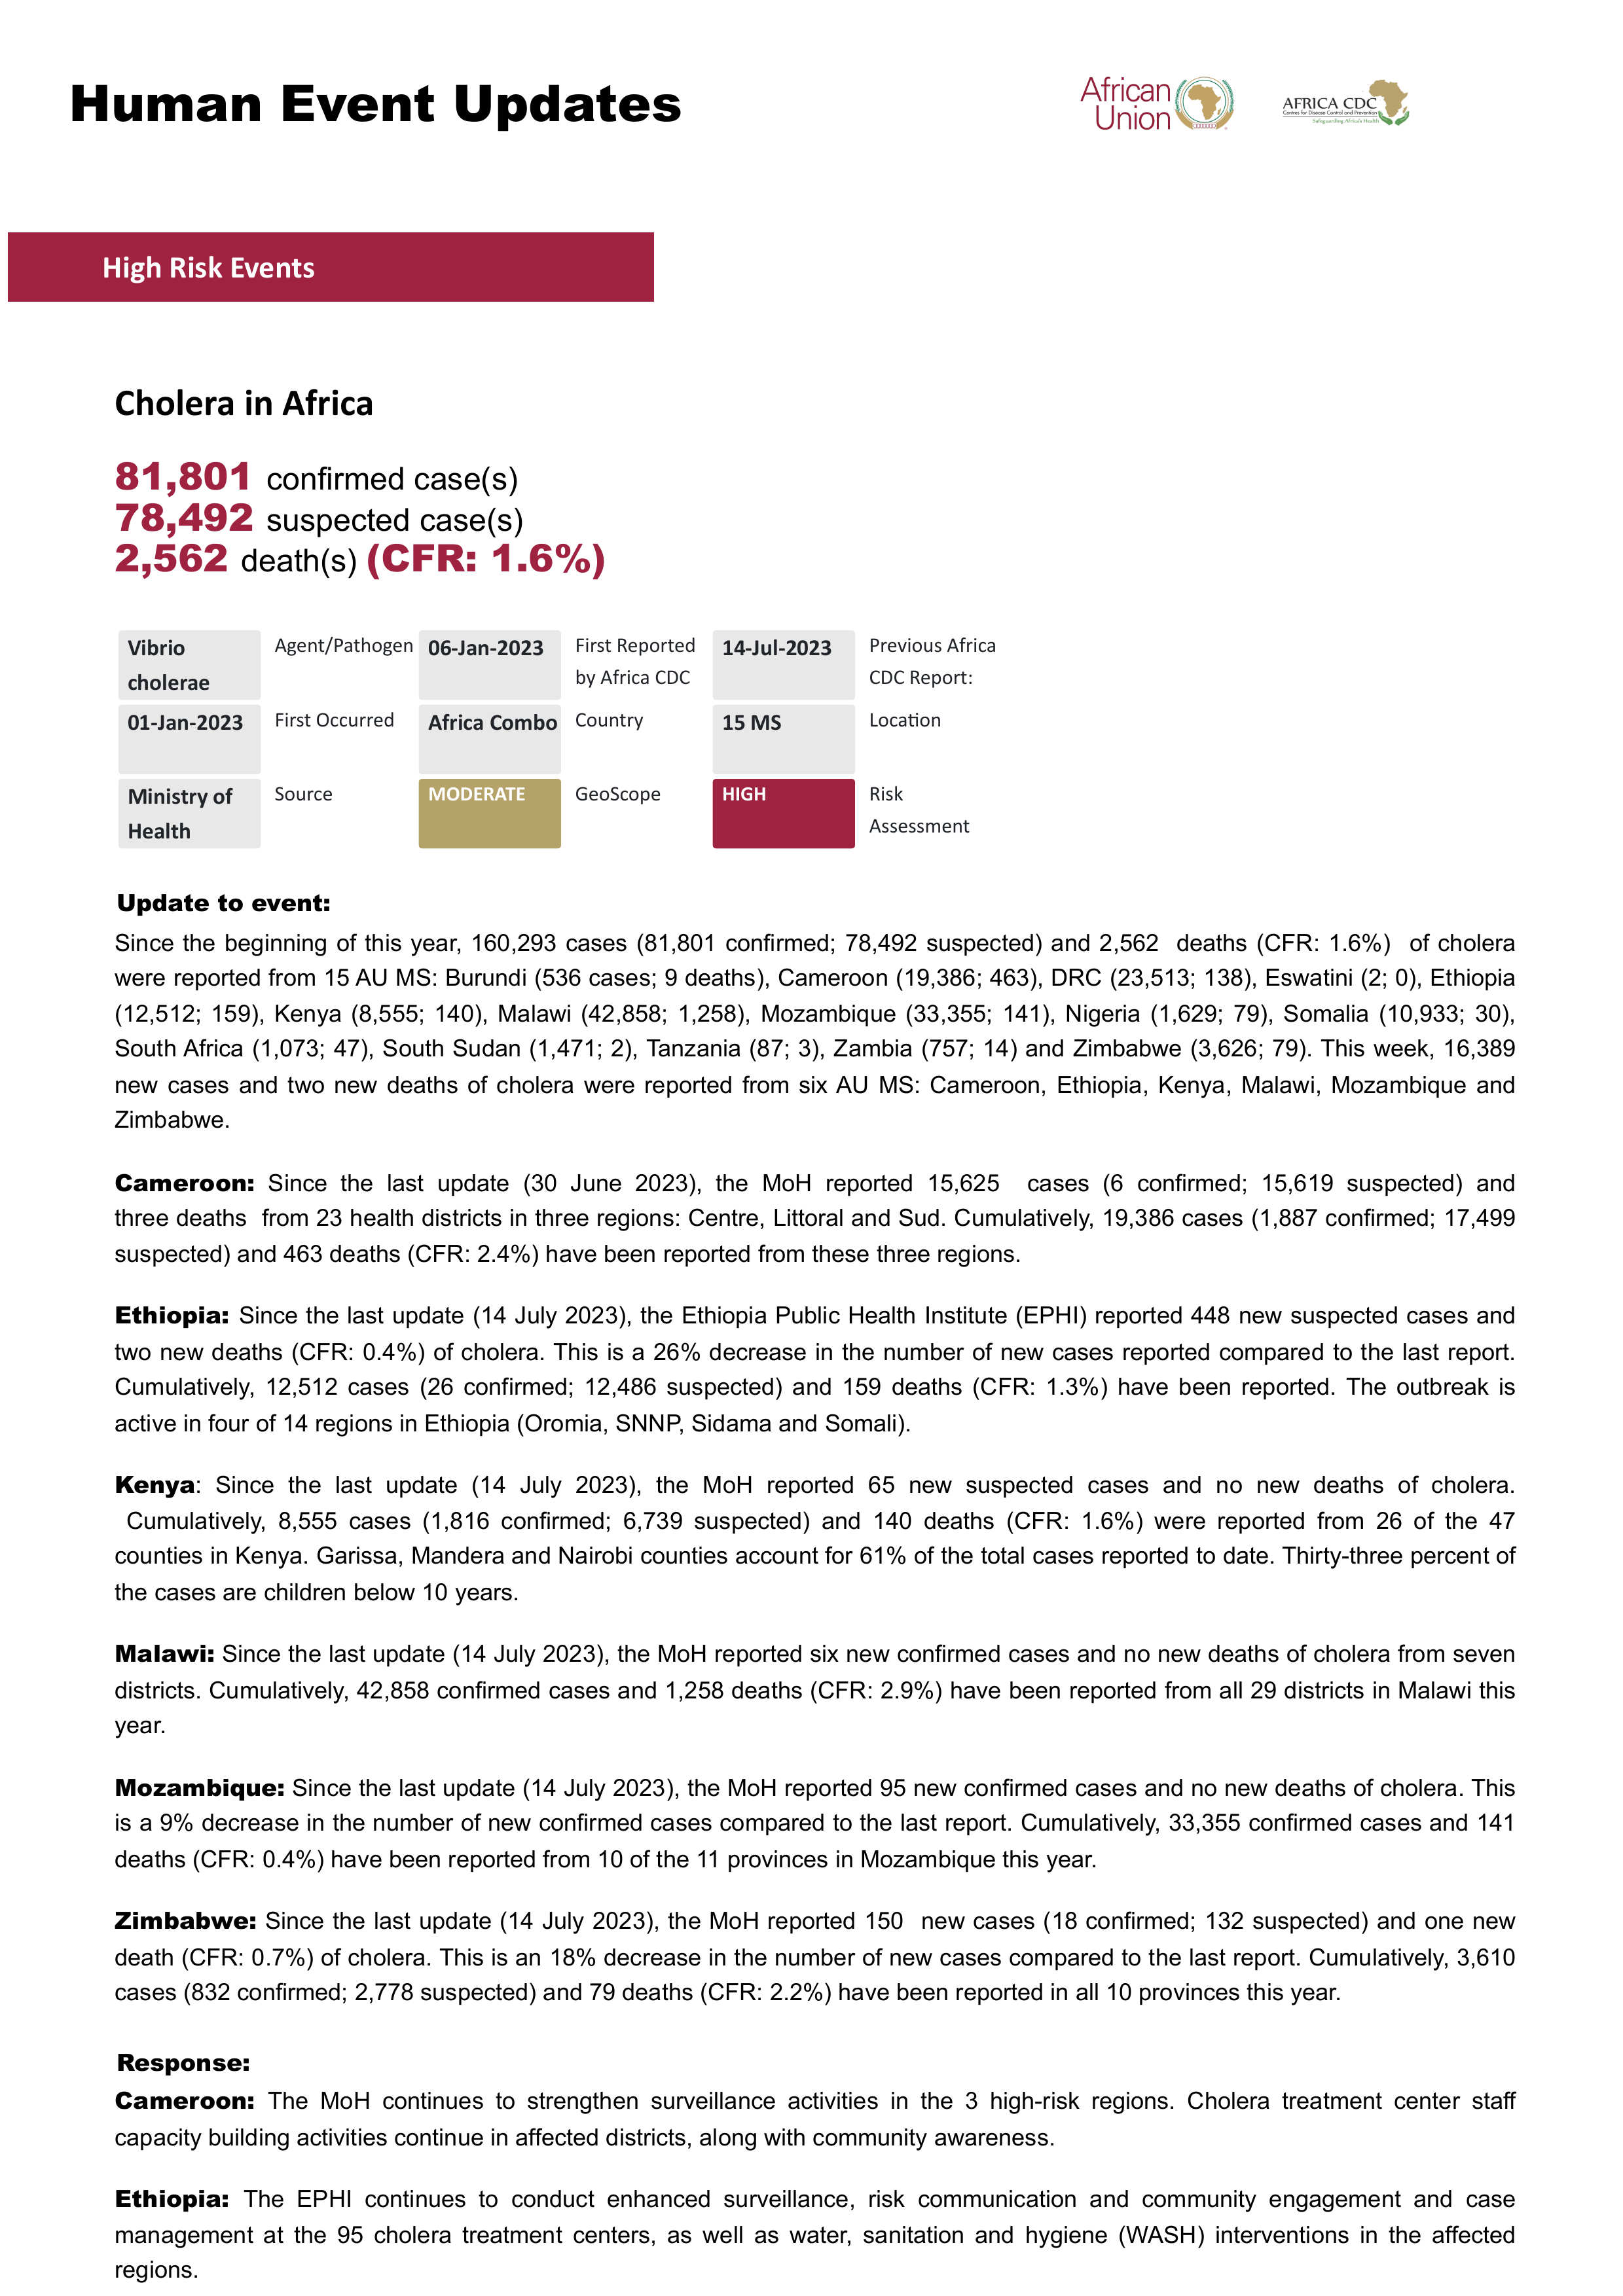 Human Event Updates
African
Union
AFRICA CDC
Centres for Disease Control and Prevention
Safeguarding Africa's Health
High Risk Events
Cholera in Africa
81,801 confirmed case(s)
78,492 suspected case(s)
2,562 death(s) (CFR: 1.6%)
Vibrio
cholerae
Agent/Pathogen
06-Jan-2023
First Reported
by Africa CDC
14-Jul-2023
Previous Africa
CDC Report:
01-Jan-2023
First Occurred
Africa Combo
Country
15 MS
Location
Ministry of
Health
Source
MODERATE
GeoScope
HIGH
Risk
Assessment
Update to event:
Since the beginning of this year, 160,293 cases (81,801 confirmed; 78,492 suspected) and 2,562 deaths (CFR: 1.6%) of cholera
were reported from 15 AU MS: Burundi (536 cases; 9 deaths), Cameroon (19,386; 463), DRC (23,513; 138), Eswatini (2; 0), Ethiopia
(12,512; 159), Kenya (8,555; 140), Malawi (42,858; 1,258), Mozambique (33,355; 141), Nigeria (1,629; 79), Somalia (10,933; 30),
South Africa (1,073; 47), South Sudan (1,471; 2), Tanzania (87; 3), Zambia (757; 14) and Zimbabwe (3,626; 79). This week, 16,389
new cases and two new deaths of cholera were reported from six AU MS: Cameroon, Ethiopia, Kenya, Malawi, Mozambique and
Zimbabwe.
Cameroon: Since the last update (30 June 2023), the MoH reported 15,625 cases (6 confirmed; 15,619 suspected) and
three deaths from 23 health districts in three regions: Centre, Littoral and Sud. Cumulatively, 19,386 cases (1,887 confirmed; 17,499
suspected) and 463 deaths (CFR: 2.4%) have been reported from these three regions.
Ethiopia: Since the last update (14 July 2023), the Ethiopia Public Health Institute (EPHI) reported 448 new suspected cases and
two new deaths (CFR: 0.4%) of cholera. This is a 26% decrease in the number of new cases reported compared to the last report.
Cumulatively, 12,512 cases (26 confirmed; 12,486 suspected) and 159 deaths (CFR: 1.3%) have been reported. The outbreak is
active in four of 14 regions in Ethiopia (Oromia, SNNP, Sidama and Somali).
Kenya: Since the last update (14 July 2023), the MoH reported 65 new suspected cases and no new deaths of cholera.
Cumulatively, 8,555 cases (1,816 confirmed; 6,739 suspected) and 140 deaths (CFR: 1.6%) were reported from 26 of the 47
counties in Kenya. Garissa, Mandera and Nairobi counties account for 61% of the total cases reported to date. Thirty-three percent of
the cases are children below 10 years.
Malawi: Since the last update (14 July 2023), the MoH reported six new confirmed cases and no new deaths of cholera from seven
districts. Cumulatively, 42,858 confirmed cases and 1,258 deaths (CFR: 2.9%) have been reported from all 29 districts in Malawi this
year.
Mozambique: Since the last update (14 July 2023), the MoH reported 95 new confirmed cases and no new deaths of cholera. This
is a 9% decrease in the number of new confirmed cases compared to the last report. Cumulatively, 33,355 confirmed cases and 141
deaths (CFR: 0.4%) have been reported from 10 of the 11 provinces in Mozambique this year.
Zimbabwe: Since the last update (14 July 2023), the MoH reported 150 new cases (18 confirmed; 132 suspected) and one new
death (CFR: 0.7%) of cholera. This is an 18% decrease in the number of new cases compared to the last report. Cumulatively, 3,610
cases (832 confirmed; 2,778 suspected) and 79 deaths (CFR: 2.2%) have been reported in all 10 provinces this year.
Response:
Cameroon: The MoH continues to strengthen surveillance activities in the 3 high-risk regions. Cholera treatment center staff
capacity building activities continue in affected districts, along with community awareness.
Ethiopia: The EPHI continues to conduct enhanced surveillance, risk communication and community engagement and case
management at the 95 cholera treatment centers, as well as water, sanitation and hygiene (WASH) interventions in the affected
regions.